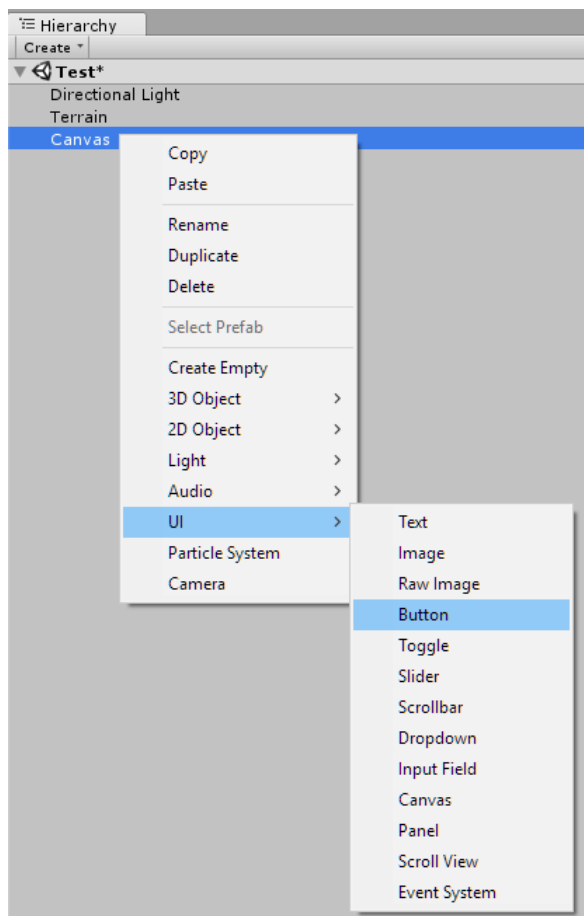 Hierarchy
Create
Test*
Directional Light
Terrain
Canvas
Copy
Paste
Rename
Duplicate
Delete
Select Prefab
Create Empty
3D Object
2D Object
Light
Audio
UI
Particle System
Camera
Text
Image
Raw Image
Button
Toggle
Slider
Scrollbar
Dropdown
Input Field
Canvas
Panel
Scroll View
Event System